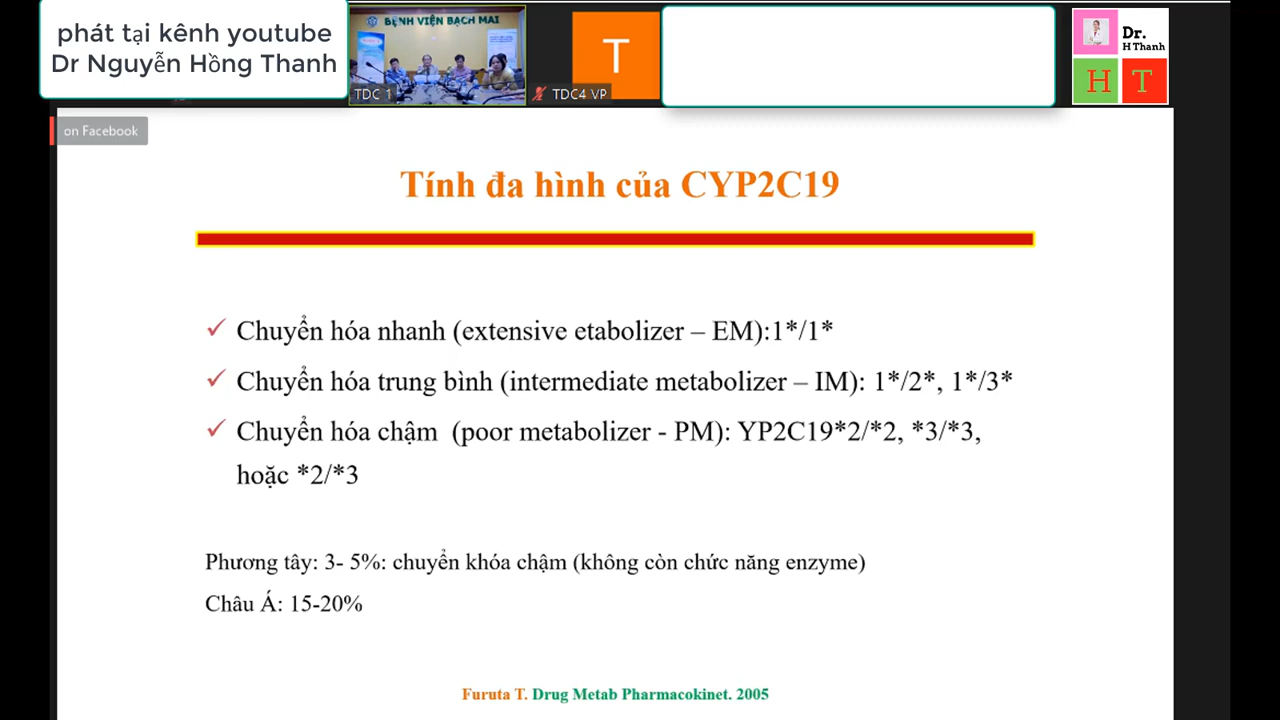 phát tại kênh youtube
Dr Nguyễn Hồng Thanh
BỆNH VIỆN BẠCH MAI
TDC 1
T
TDC4 VP
Dr.
H Thanh
H T
on Facebook
Tính đa hình của CYP2C19
Chuyển hóa nhanh (extensive etabolizer – EM):1*/1*
Chuyển hóa trung bình (intermediate metabolizer – IM): 1*/2*, 1*/3*
Chuyển hóa chậm (poor metabolizer - PM): YP2C19*2/*2, *3/*3,
hoặc *2/*3
Phương tây: 3- 5%: chuyển khóa chậm (không còn chức năng enzyme)
Châu Á: 15-20%
Furuta T. Drug Metab Pharmacokinet. 2005